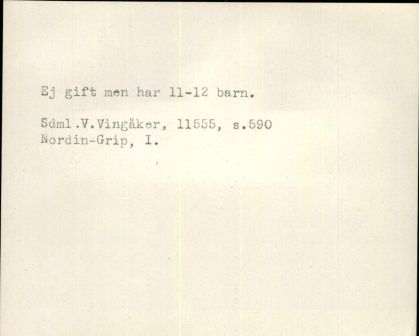 Ej gift men har 11-12 barn.
Sdml.V.Vingåker, 11555, s.590
Nordin-Grip, I.